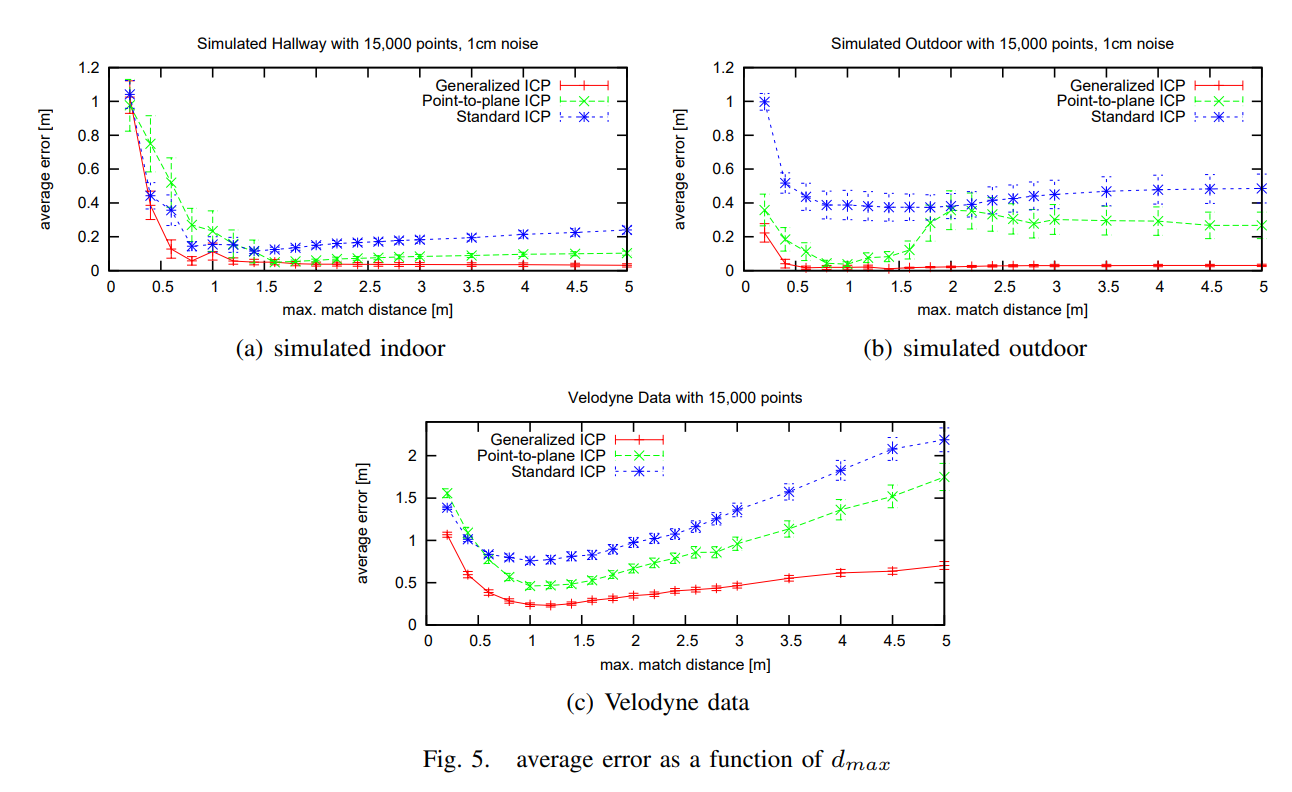 Simulated Hallway with 15,000 points, 1cm noise
1.2
1
0.8
0.6
0.4
0.2
0
average error [m]
Generalized ICP
Point-to-plane ICP
Standard ICP
0 0.5 1 1.5 2 2.5 3 3.5 4 4.5 5
max. match distance [m]
(a) simulated indoor
Simulated Outdoor with 15,000 points, 1cm noise
1.2
1
0.8
0.6
0.4
0.2
0
average error [m]
Generalized ICP
Point-to-plane ICP
Standard ICP
0 0.5 1 1.5 2 2.5 3 3.5 4 4.5 5
max. match distance [m]
(b) simulated outdoor
Velodyne Data with 15,000 points
2
1.5
1
0.5
0
average error [m]
Generalized ICP
Point-to-plane ICP
Standard ICP
0 0.5 1 1.5 2 2.5 3 3.5 4 4.5 5
max. match distance [m]
(c) Velodyne data
Fig. 5. average error as a function of d_max